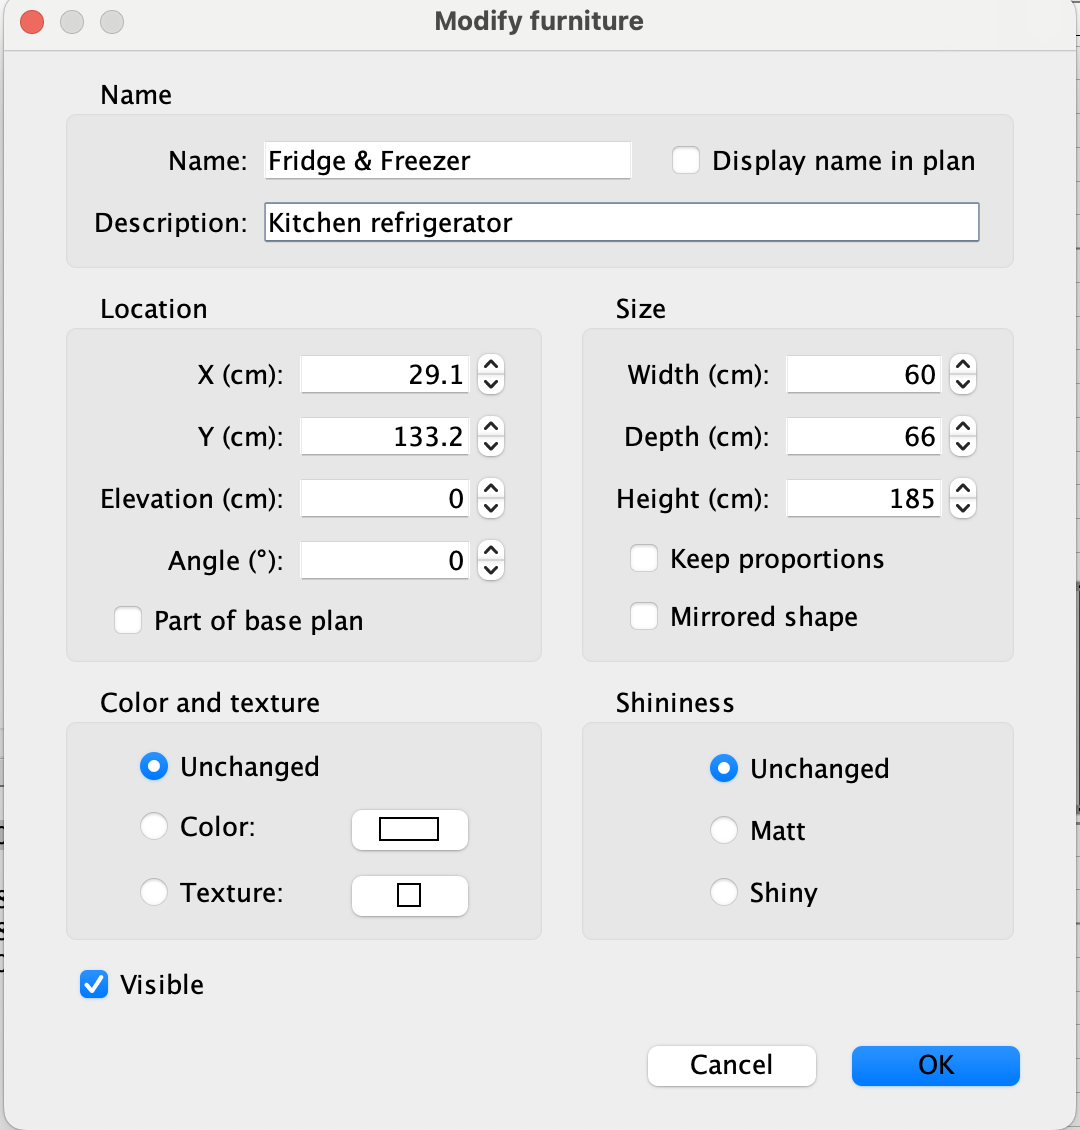 Modify furniture
Name
Name: Fridge & Freezer Display name in plan
Description: Kitchen refrigerator
Location
X (cm): 29.1
Y (cm): 133.2
Elevation (cm): 0
Angle (°): 0
Part of base plan
Size
Width (cm): 60
Depth (cm): 66
Height (cm): 185
Keep proportions
Mirrored shape
Color and texture
Unchanged
Color:
Texture:
Shininess
Unchanged
Matt
Shiny
Visible
Cancel OK